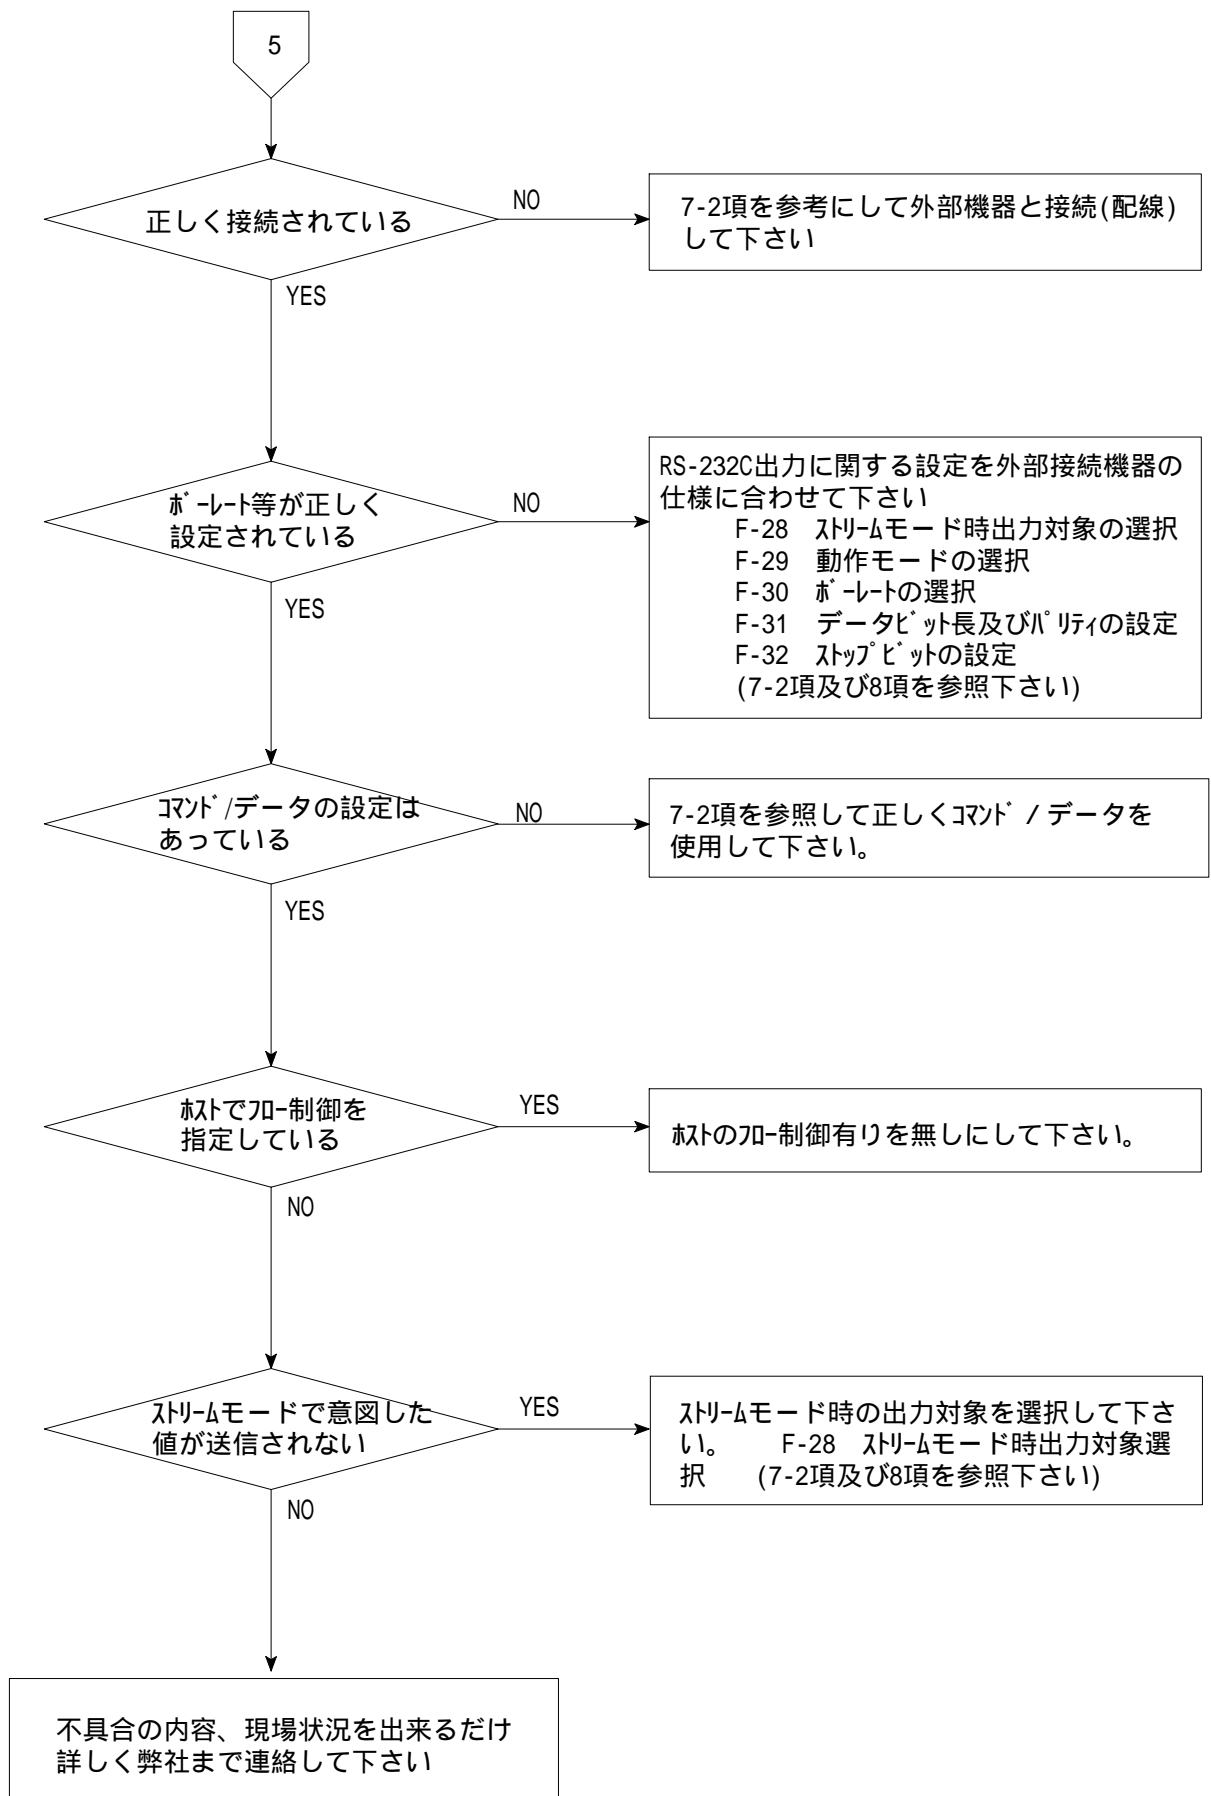 5
正しく接続されている
NO
7-2項を参考にして外部機器と接続(配線)
して下さい
YES
ﾎﾞｰﾚｰﾄ等が正しく
設定されている
NO
RS-232C出力に関する設定を外部接続機器の
仕様に合わせて下さい
F-28 ｽﾄﾘｰﾑモード時出力対象の選択
F-29 動作モードの選択
F-30 ﾎﾞｰﾚｰﾄの選択
F-31 データﾋﾞｯﾄ長及びﾊﾟﾘﾃｨの設定
F-32 ｽﾄｯﾌﾟﾋﾞｯﾄの設定
(7-2項及び8項を参照下さい)
YES
ｺﾏﾝﾄﾞ/データの設定は
あっている
NO
7-2項を参照して正しくｺﾏﾝﾄﾞ／データを
使用して下さい。
YES
ﾎｽﾄでﾌﾛｰ制御を
指定している
YES
ﾎｽﾄのﾌﾛｰ制御有りを無しにして下さい。
NO
ｽﾄﾘｰﾑモードで意図した
値が送信されない
YES
ｽﾄﾘｰﾑモード時の出力対象を選択して下さ
い。 F-28 ｽﾄﾘｰﾑモード時出力対象選
択 (7-2項及び8項を参照下さい)
NO
不具合の内容、現場状況を出来るだけ
詳しく弊社まで連絡して下さい